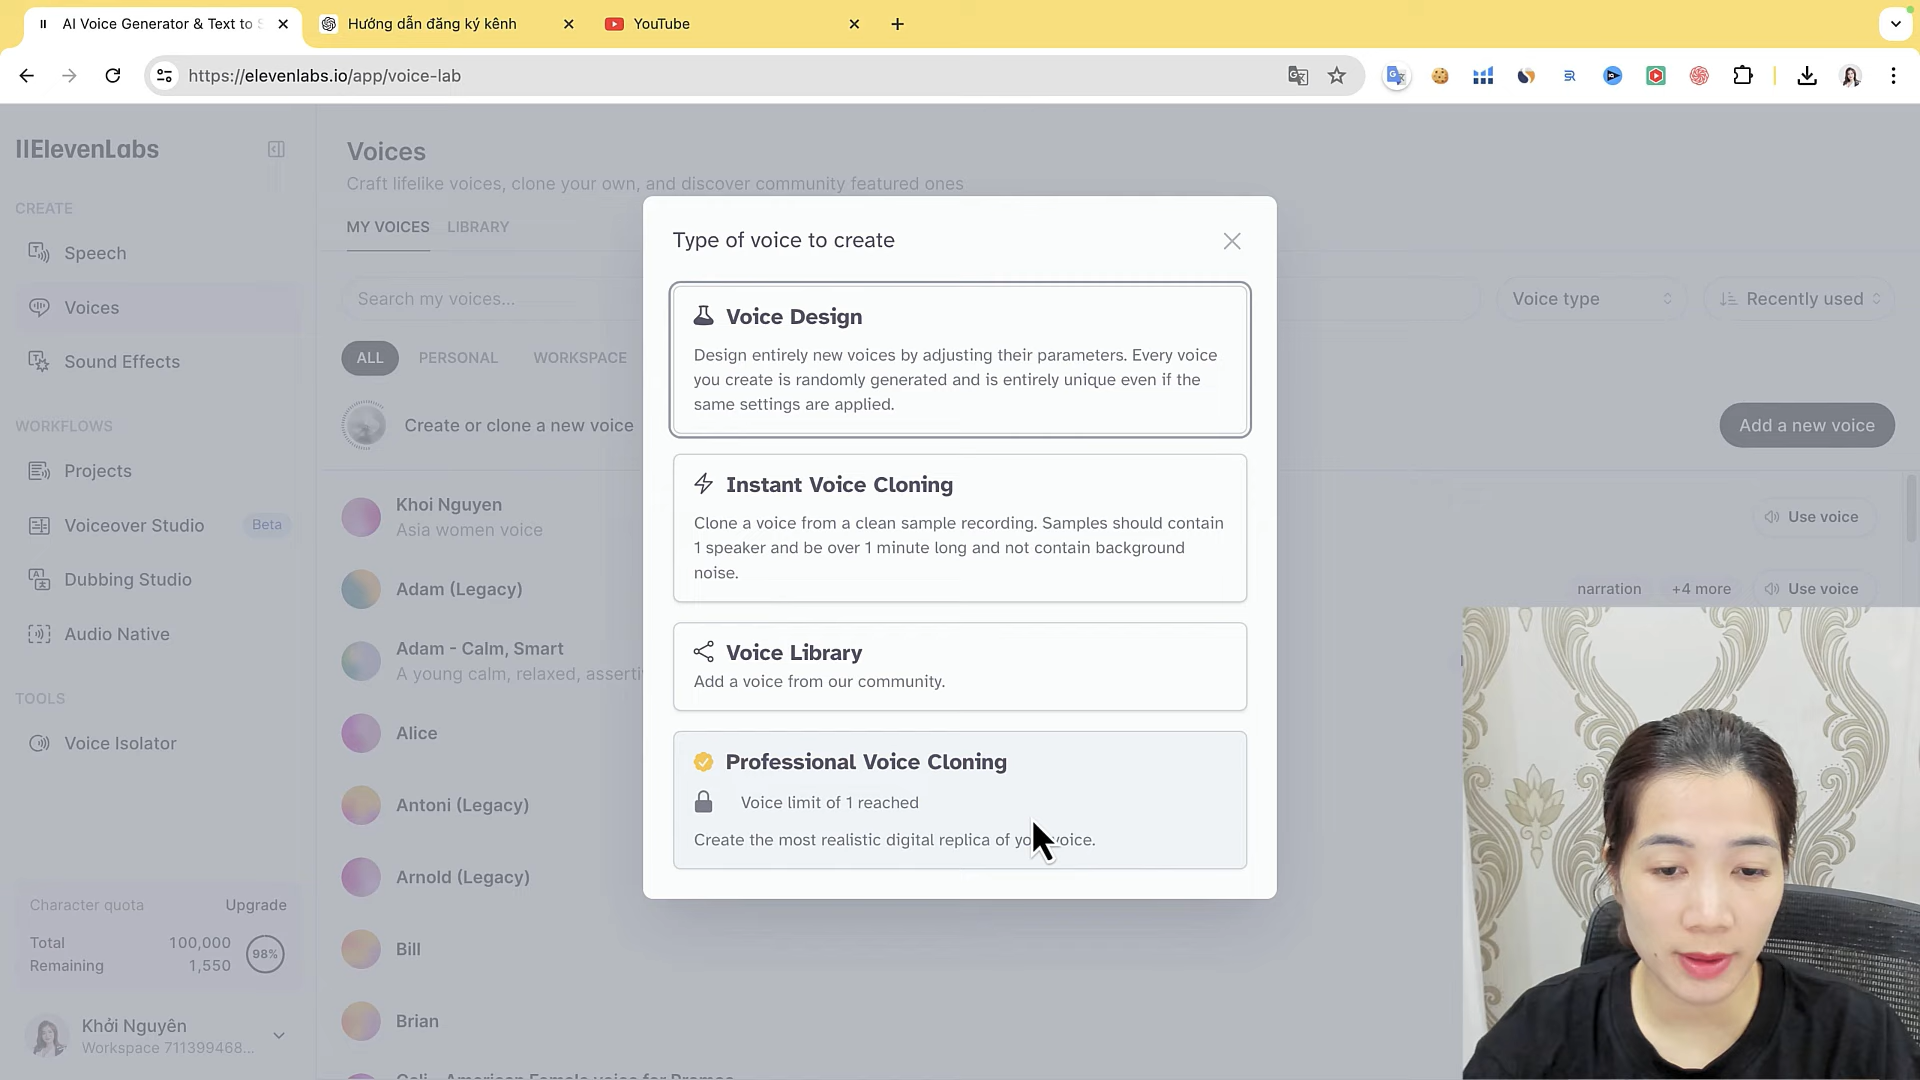 AI Voice Generator & Text to S
Hướng dẫn đăng ký kênh
YouTube
https://elevenlabs.io/app/voice-lab
IIElevenLabs
CREATE
Speech
Voices
Sound Effects
WORKFLOWS
Projects
Voiceover Studio Beta
Dubbing Studio
Audio Native
TOOLS
Voice Isolator
Character quota Upgrade
Total 100,000
Remaining 1,550
98%
Khởi Nguyên
Workspace 711399468...
Voices
Craft lifelike voices, clone your own, and discover community featured ones
MY VOICES LIBRARY
Search my voices...
Voice type
Recently used
ALL PERSONAL WORKSPACE
Create or clone a new voice
Add a new voice
Khoi Nguyen
Asia women voice
Use voice
Adam (Legacy)
narration +4 more Use voice
Adam - Calm, Smart
A young calm, relaxed, asserti
Alice
Antoni (Legacy)
Arnold (Legacy)
Bill
Brian
Type of voice to create
Voice Design
Design entirely new voices by adjusting their parameters. Every voice
you create is randomly generated and is entirely unique even if the
same settings are applied.
Instant Voice Cloning
Clone a voice from a clean sample recording. Samples should contain
1 speaker and be over 1 minute long and not contain background
noise.
Voice Library
Add a voice from our community.
Professional Voice Cloning
Voice limit of 1 reached
Create the most realistic digital replica of yo voice.